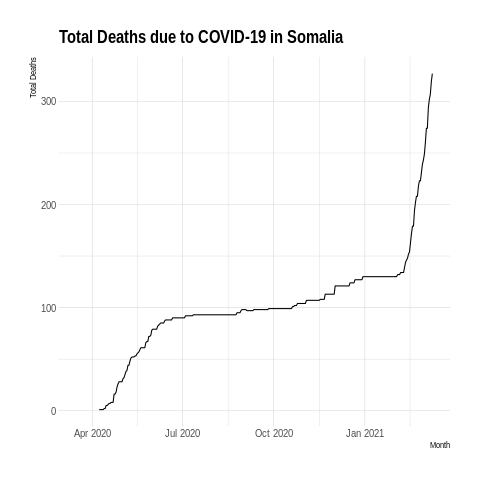 Total Deaths due to COVID-19 in Somalia
Total Deaths
300
200
100
0
Apr 2020 Jul 2020 Oct 2020 Jan 2021
Month